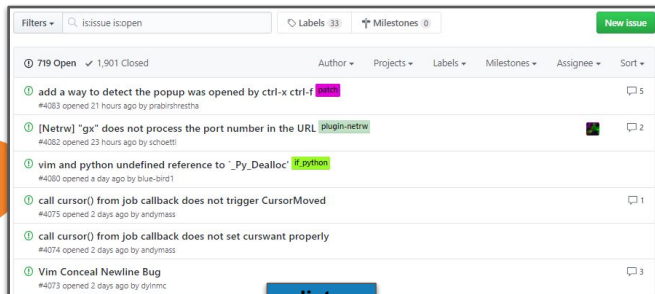 Filters
is:issue is:open
Labels 33
Milestones 0
New issue
719 Open 1,901 Closed
Author Projects Labels Milestones Assignee Sort
add a way to detect the popup was opened by ctrl-x ctrl-f patch 5
#4083 opened 21 hours ago by prabirshrestha
[Netrw] "gx" does not process the port number in the URL plugin-netrw 2
#4082 opened 23 hours ago by schoettl
vim and python undefined reference to `_Py_Dealloc' if_python
#4080 opened a day ago by blue-bird1
call cursor() from job callback does not trigger CursorMoved 1
#4075 opened 2 days ago by andymass
call cursor() from job callback does not set curswant properly
#4074 opened 2 days ago by andymass
Vim Conceal Newline Bug 3
#4073 opened 2 days ago by dylnmc